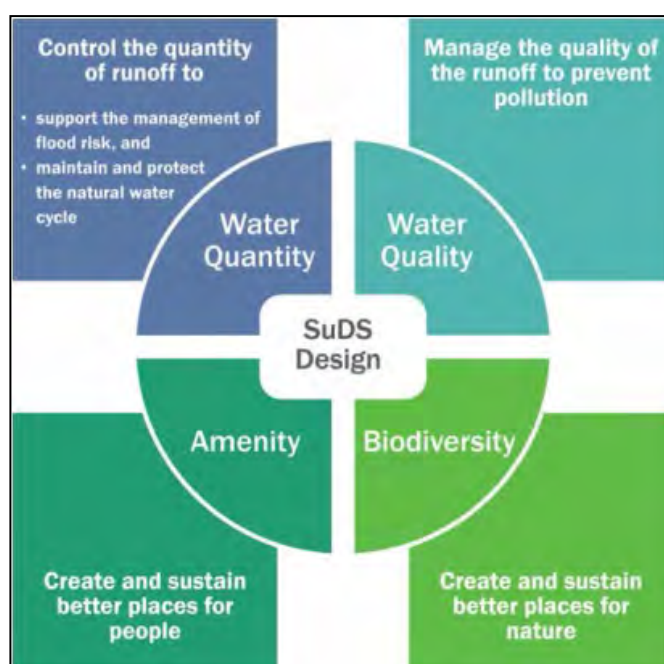 Control the quantity
of runoff to
• support the management of
flood risk, and
• maintain and protect
the natural water
cycle
Manage the quality of
the runoff to prevent
pollution
Water
Quantity
Water
Quality
SuDS
Design
Amenity
Biodiversity
Create and sustain
better places for
people
Create and sustain
better places for
nature